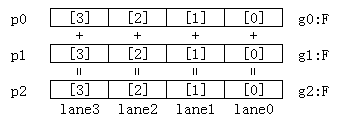 p0 [3] [2] [1] [0] g0:F
+ + + +
p1 [3] [2] [1] [0] g1:F
= = = =
p2 [3] [2] [1] [0] g2:F
lane3 lane2 lane1 lane0